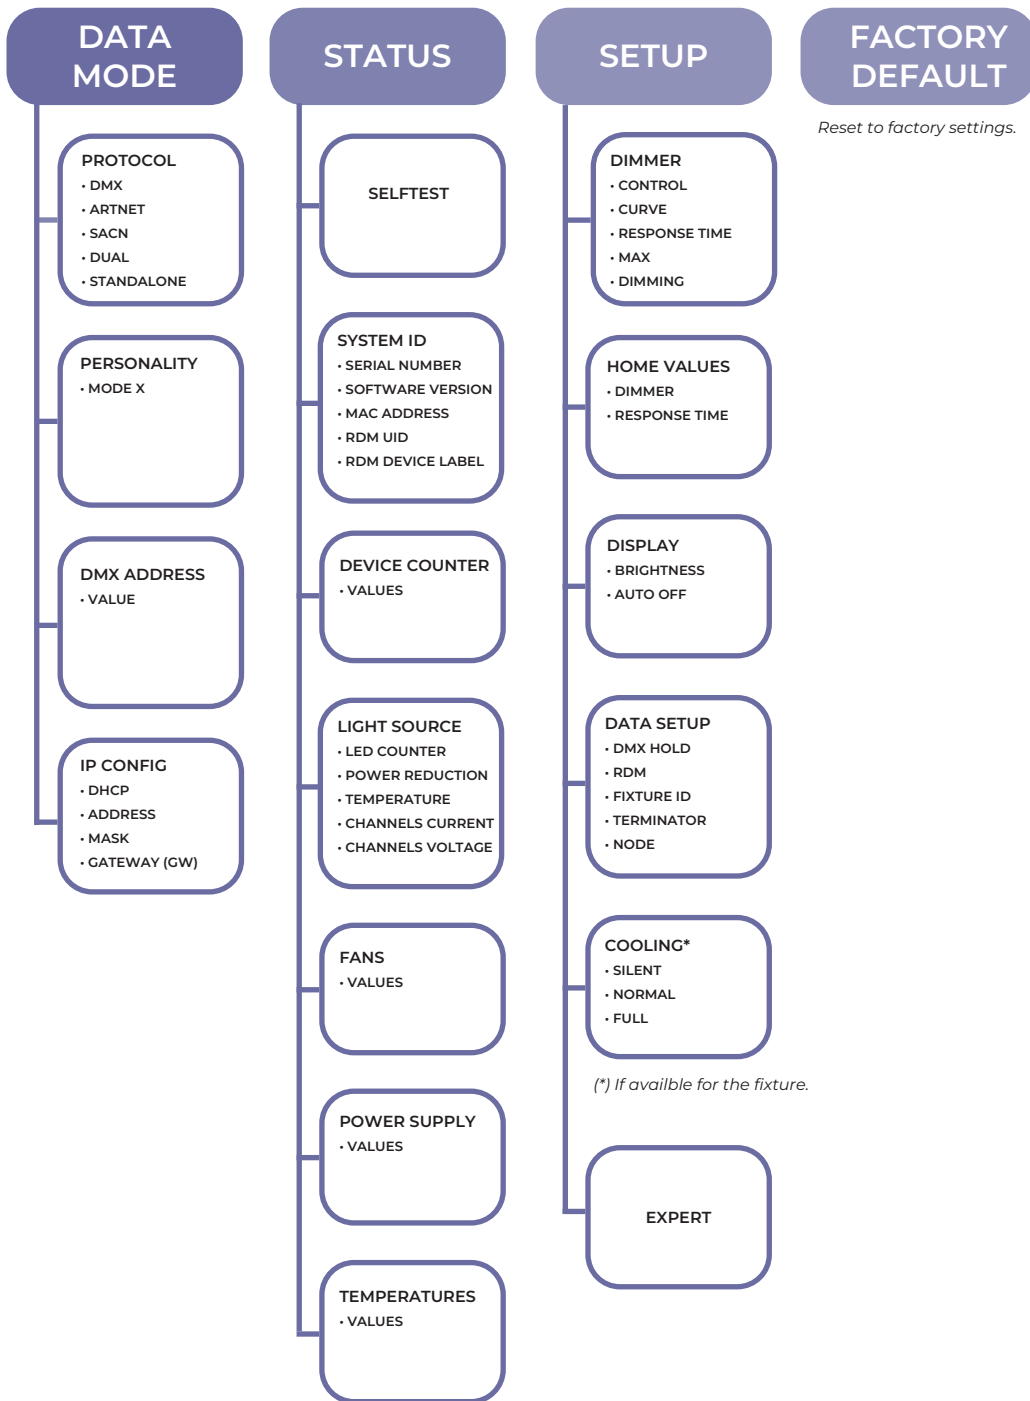 DATA
MODE
PROTOCOL
• DMX
• ARTNET
• SACN
• DUAL
• STANDALONE
PERSONALITY
• MODE X
DMX ADDRESS
• VALUE
IP CONFIG
• DHCP
• ADDRESS
• MASK
• GATEWAY (GW)
STATUS
SELFTEST
SYSTEM ID
• SERIAL NUMBER
• SOFTWARE VERSION
• MAC ADDRESS
• RDM UID
• RDM DEVICE LABEL
DEVICE COUNTER
• VALUES
LIGHT SOURCE
• LED COUNTER
• POWER REDUCTION
• TEMPERATURE
• CHANNELS CURRENT
• CHANNELS VOLTAGE
FANS
• VALUES
POWER SUPPLY
• VALUES
TEMPERATURES
• VALUES
SETUP
DIMMER
• CONTROL
• CURVE
• RESPONSE TIME
• MAX
• DIMMING
HOME VALUES
• DIMMER
• RESPONSE TIME
DISPLAY
• BRIGHTNESS
• AUTO OFF
DATA SETUP
• DMX HOLD
• RDM
• FIXTURE ID
• TERMINATOR
• NODE
COOLING*
• SILENT
• NORMAL
• FULL
(*) If availble for the fixture.
EXPERT
FACTORY
DEFAULT
Reset to factory settings.